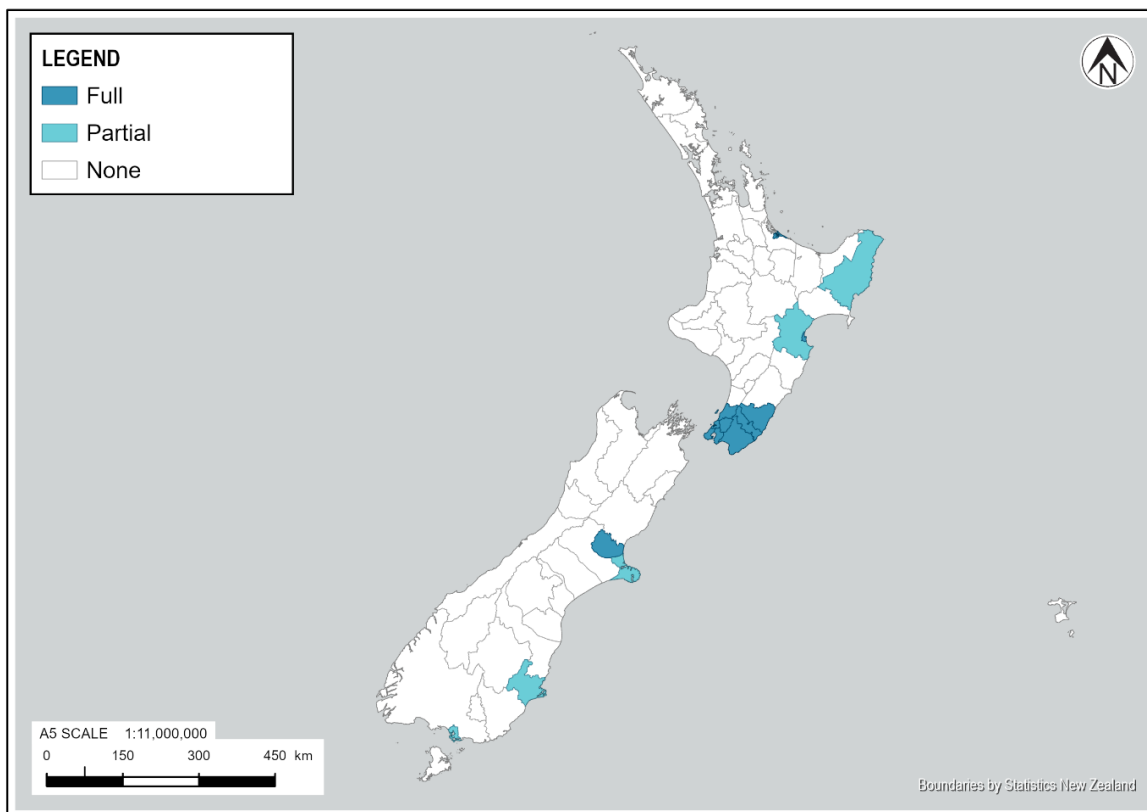 LEGEND
Full
Partial
None
N
A5 SCALE 1:11,000,000
0 150 300 450 km
Boundaries by Statistics New Zealand